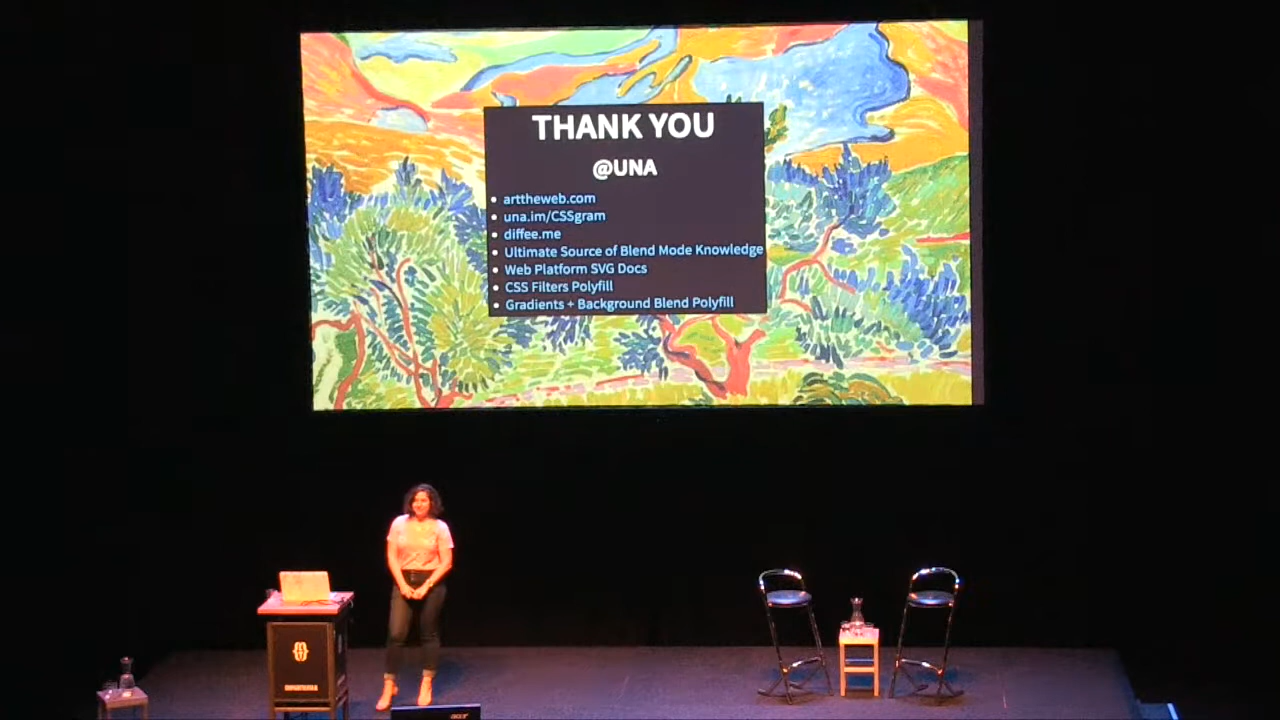 THANK YOU
@UNA
arttheweb.com
una.im/CSSgram
diffee.me
Ultimate Source of Blend Mode Knowledge
Web Platform SVG Docs
CSS Filters Polyfill
Gradients + Background Blend Polyfill
acer